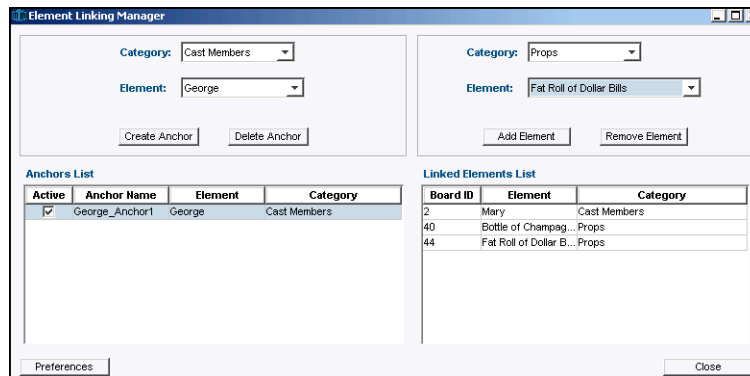 Element Linking Manager
Category: Cast Members
Category: Props
Element: George
Element: Fat Roll of Dollar Bills
Create Anchor Delete Anchor
Add Element Remove Element
Anchors List
Linked Elements List
Active Anchor Name Element Category
George_Anchor1 George Cast Members
Board ID Element Category
2 Mary Cast Members
40 Bottle of Champag... Props
44 Fat Roll of Dollar B... Props
Preferences
Close